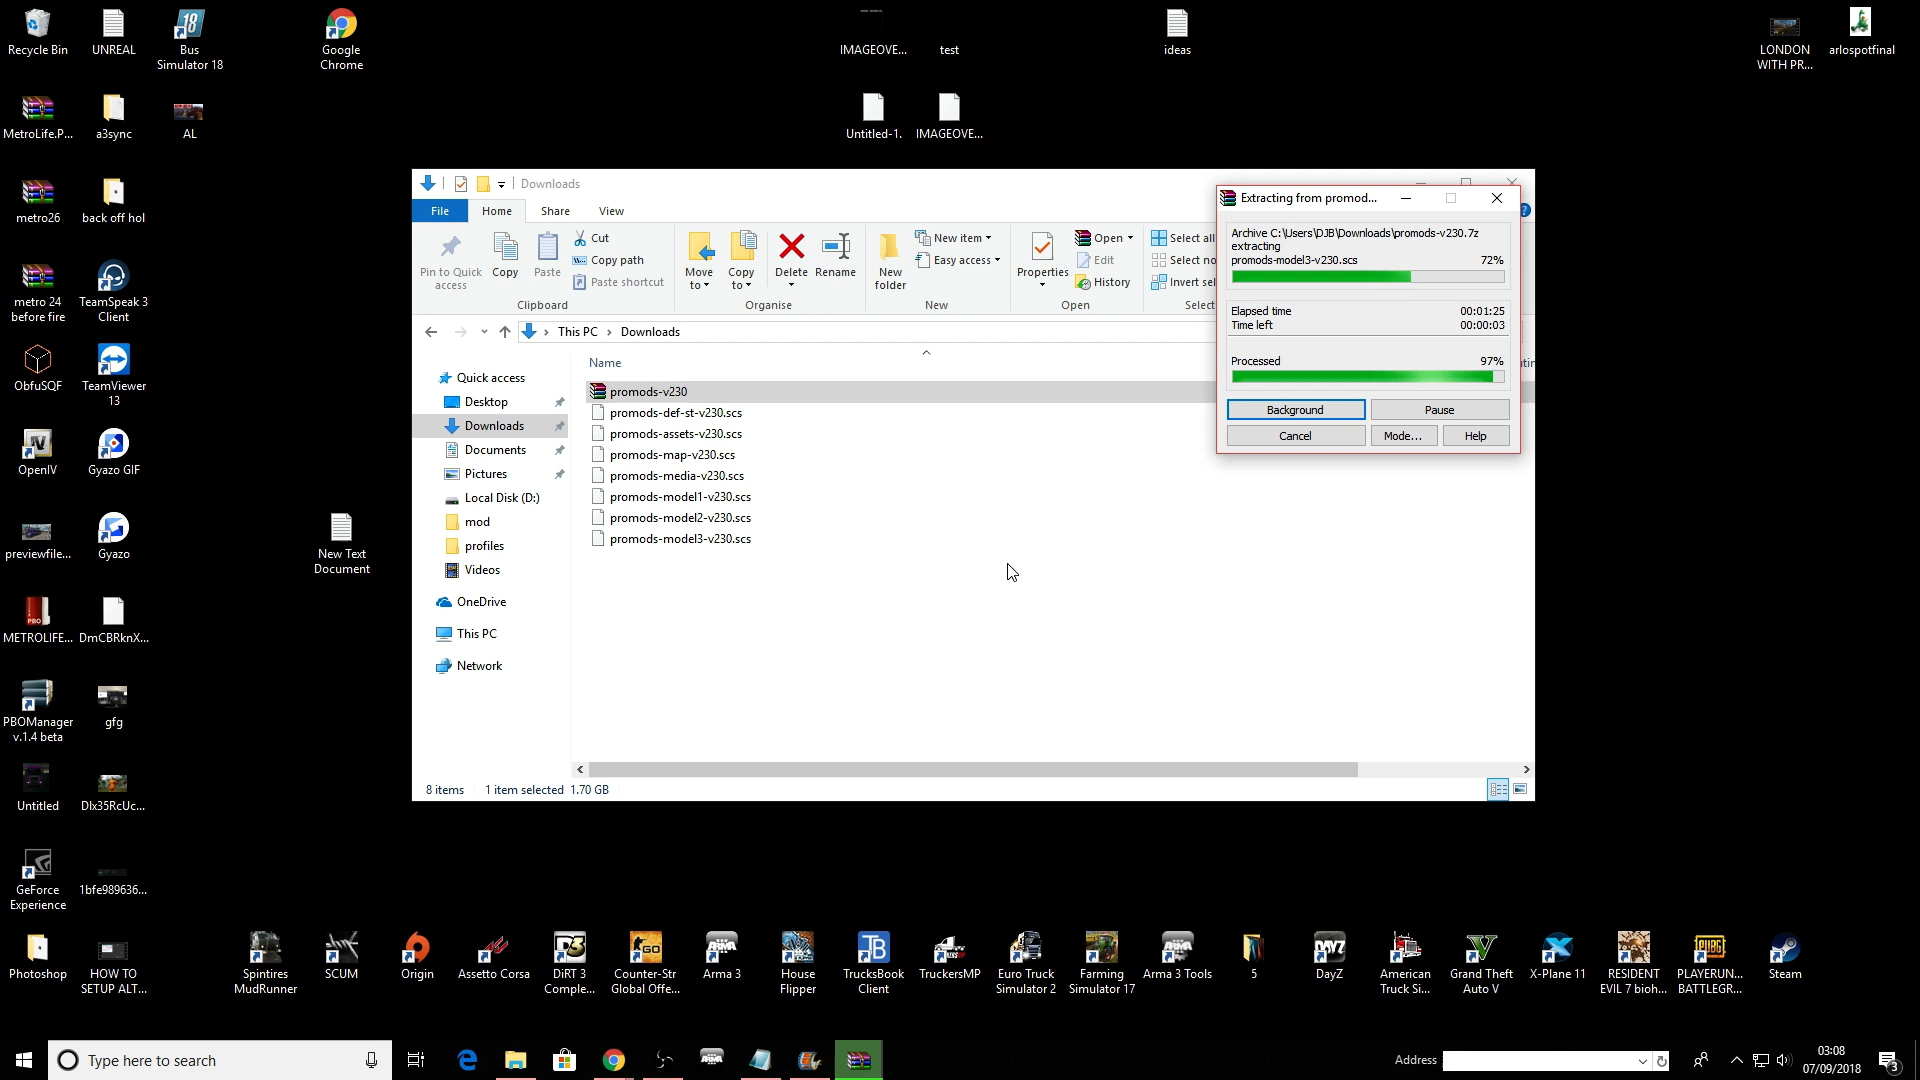 Recycle Bin
UNREAL
Bus
Simulator 18
Google
Chrome
IMAGEOVE...
test
ideas
LONDON
WITH PR...
arlospotfinal
MetroLife.P...
a3sync
AL
Untitled-1.
IMAGEOVE...
metro26
back off hol
metro 24
before fire
TeamSpeak 3
Client
ObfuSQF
TeamViewer
13
OpenIV
Gyazo GIF
previewfile...
Gyazo
New Text
Document
METROLIFE...
DmCBRknX...
PBOManager
v.1.4 beta
gfg
Untitled
Dlx35RcUc...
GeForce
Experience
1bfe989636...
Photoshop
HOW TO
SETUP ALT...
Downloads
File
Home
Share
View
Pin to Quick
access
Copy
Paste
Cut
Copy path
Paste shortcut
Clipboard
Move
to
Copy
to
Delete
Rename
Organise
New
folder
New item
Easy access
New
Properties
Open
Edit
History
Open
Select all
Select no
Invert sel
Select
This PC > Downloads
Name
Quick access
Desktop
Downloads
Documents
Pictures
Local Disk (D:)
mod
profiles
Videos
OneDrive
This PC
Network
promods-v230
promods-def-st-v230.scs
promods-assets-v230.scs
promods-map-v230.scs
promods-media-v230.scs
promods-model1-v230.scs
promods-model2-v230.scs
promods-model3-v230.scs
8 items
1 item selected 1.70 GB
Extracting from promod...
Archive C:\Users\DJB\Downloads\promods-v230.7z
extracting
promods-model3-v230.scs 72%
Elapsed time 00:01:25
Time left 00:00:03
Processed 97%
Background
Pause
Cancel
Mode...
Help
Spintires
MudRunner
SCUM
Origin
Assetto Corsa
DiRT 3
Comple...
Counter-Str
Global Offe...
Arma 3
House
Flipper
TrucksBook
Client
TruckersMP
Euro Truck
Simulator 2
Farming
Simulator 17
Arma 3 Tools
5
DayZ
American
Truck Si...
Grand Theft
Auto V
X-Plane 11
RESIDENT
EVIL 7 bioh...
PLAYERUN...
BATTLEGR...
Steam
Type here to search
Address
03:08
07/09/2018
3